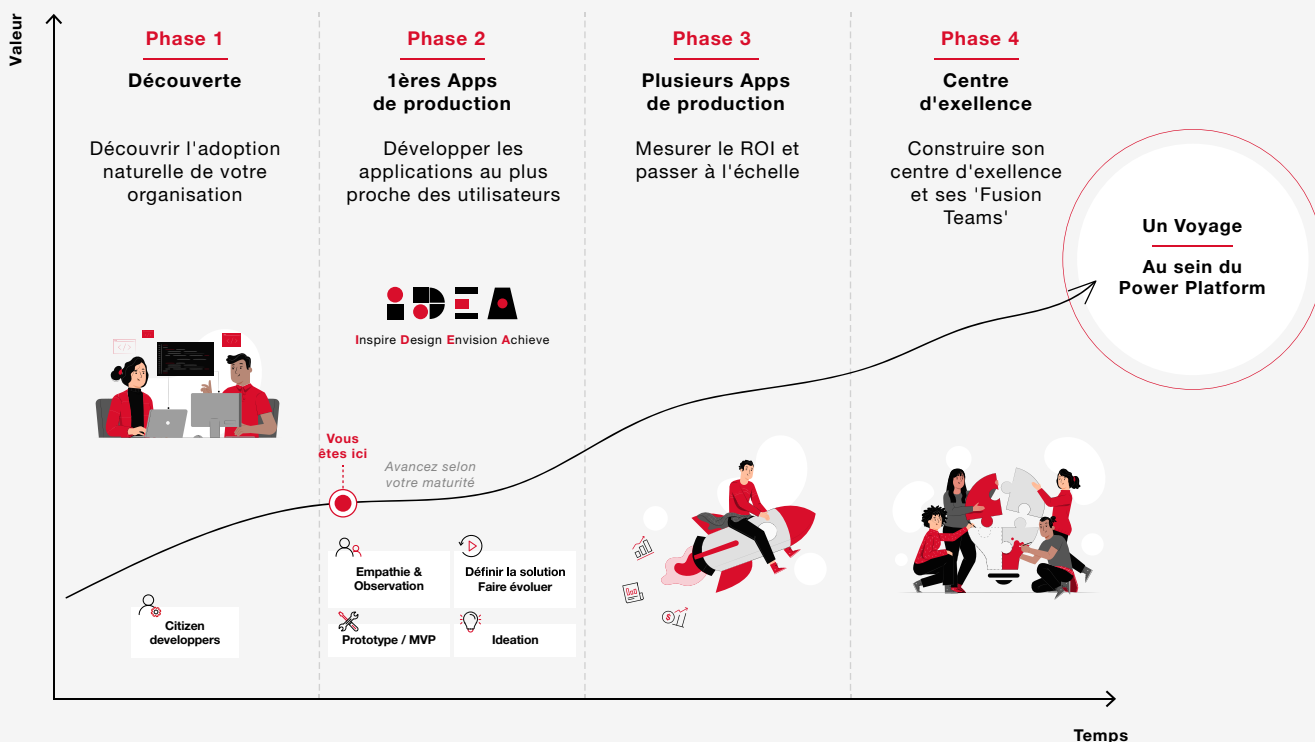 Valeur
Phase 1
Découverte
Découvrir l'adoption
naturelle de votre
organisation
Phase 2
1ères Apps
de production
Développer les
applications au plus
proche des utilisateurs
Phase 3
Plusieurs Apps
de production
Mesurer le ROI et
passer à l'échelle
Phase 4
Centre
d'exellence
Construire son
centre d'exellence
et ses 'Fusion
Teams'
Un Voyage
Au sein du
Power Platform
iDEA
Inspire Design Envision Achieve
Vous
êtes ici
Avancez selon
votre maturité
Citizen
developpers
Empathie &
Observation
Définir la solution
Faire évoluer
Prototype / MVP
Ideation
$
Temps